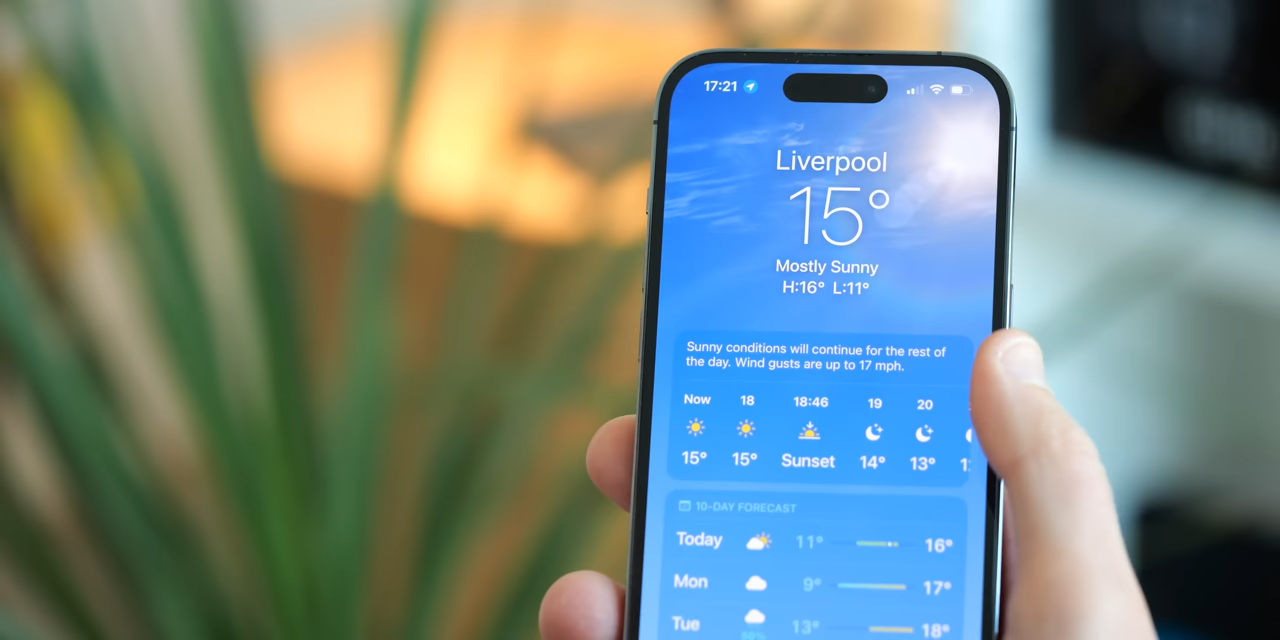 17:21
Liverpool
15°
Mostly Sunny
H:16° L:11°
Sunny conditions will continue for the rest of
the day. Wind gusts are up to 17 mph.
Now 18 18:46 19 20
15° 15° Sunset 14° 13°
10-DAY FORECAST
Today 11° 16°
Mon 9° 17°
Tue 13° 18°